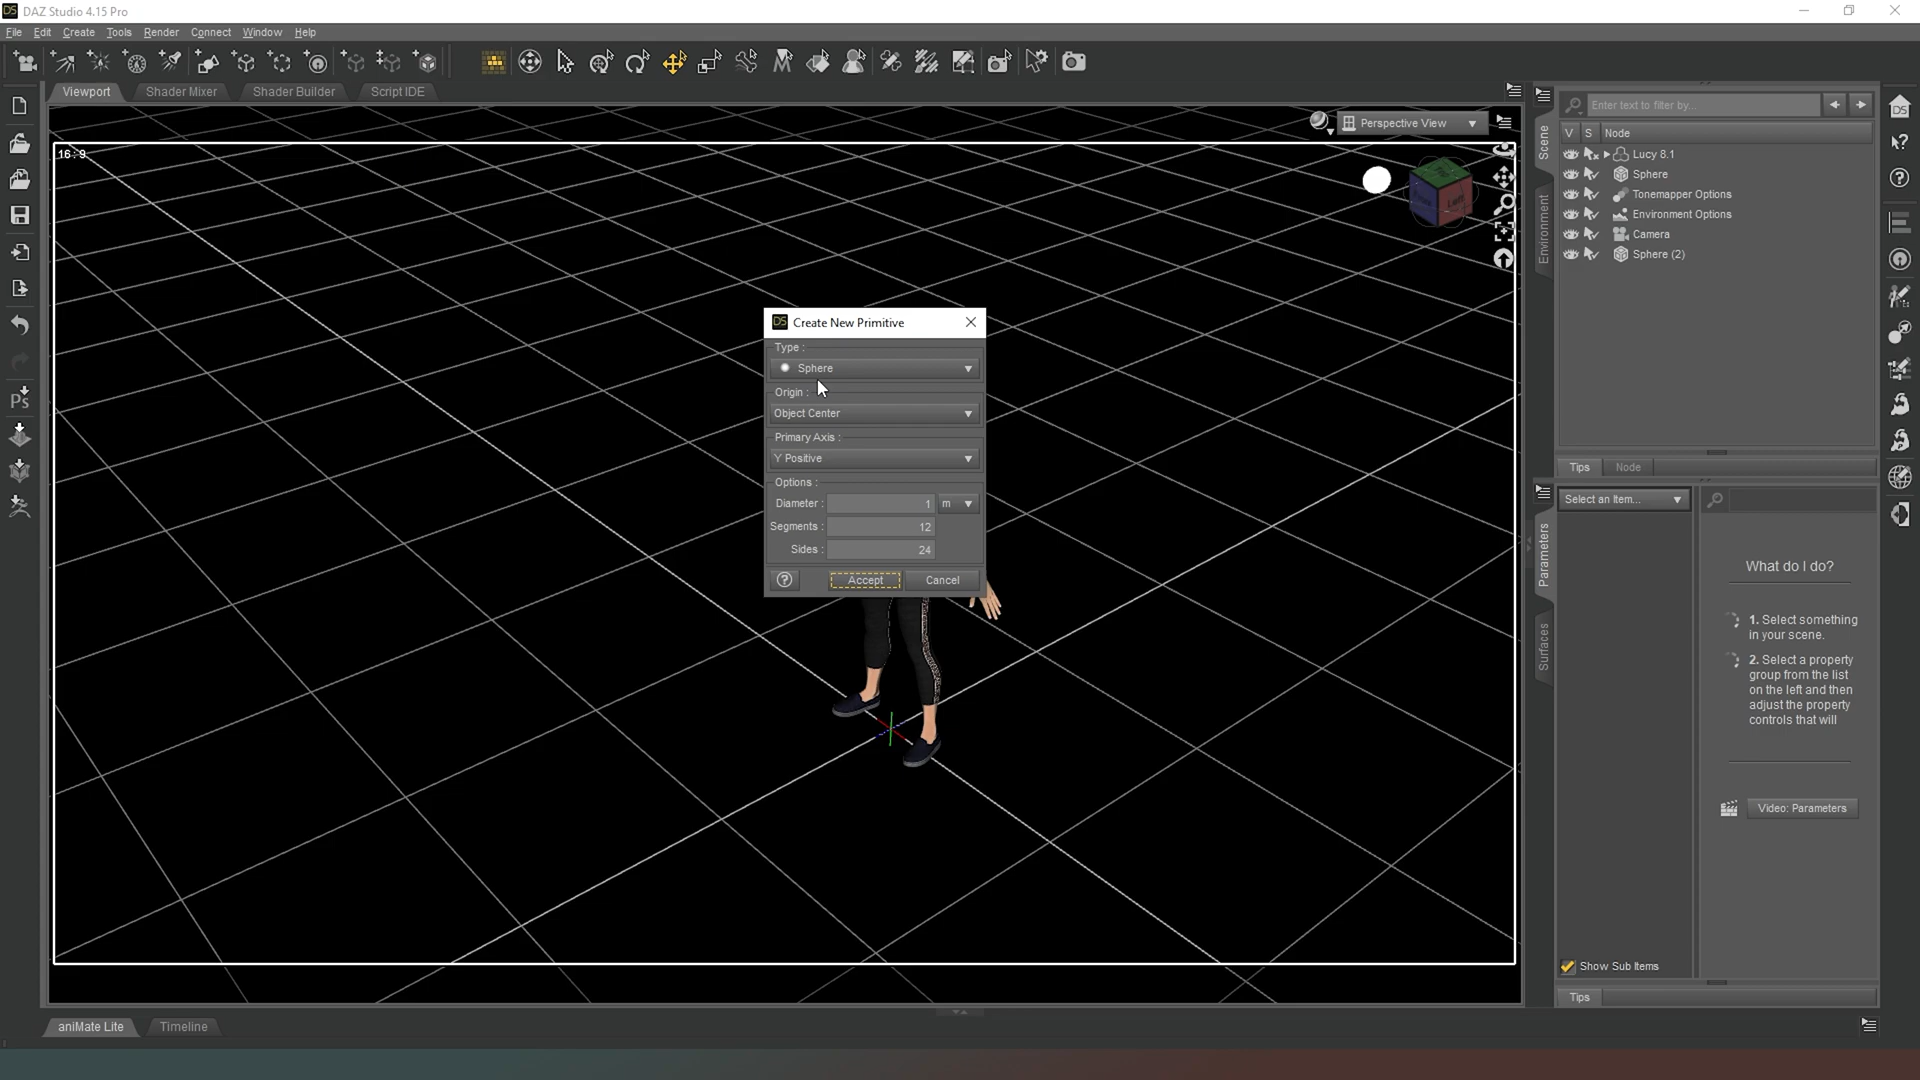 DAZ Studio 4.15 Pro
File Edit Create Tools Render Connect Window Help
Viewport Shader Mixer Shader Builder Script IDE
16:9
Perspective View
Enter text to filter by...
V S Node
Lucy 8.1
Sphere
Tonemapper Options
Environment Options
Camera
Sphere (2)
Scene
Environment
Create New Primitive
Type :
Sphere
Origin :
Object Center
Primary Axis :
Y Positive
Options :
Diameter : 1 m
Segments : 12
Sides : 24
Accept Cancel
Tips Node
Select an Item...
Parameters
Surfaces
What do I do?
1. Select something
in your scene.
2. Select a property
group from the list
on the left and then
adjust the property
controls that will
Video: Parameters
Show Sub Items
Tips
aniMate Lite Timeline